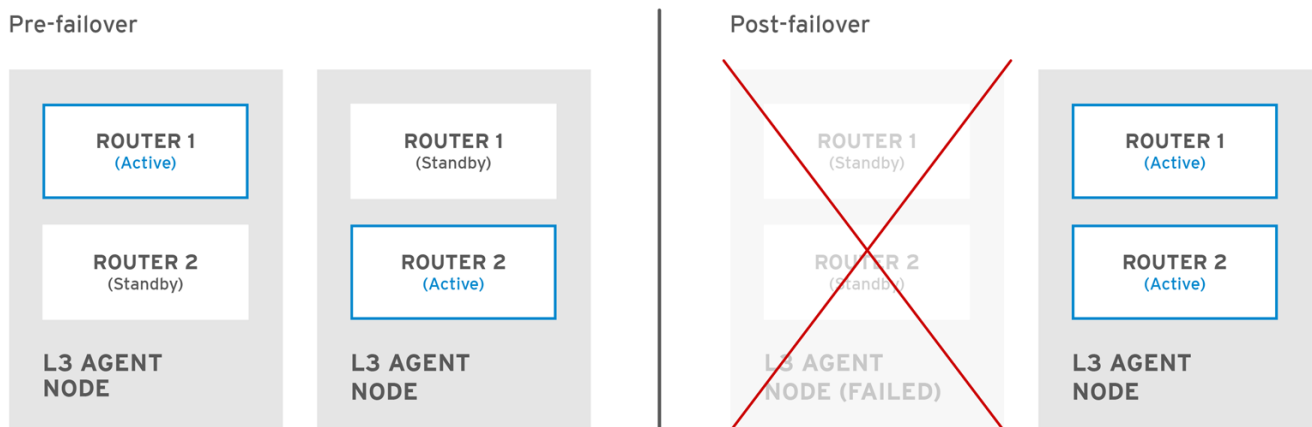 Pre-failover
ROUTER 1
(Active)
ROUTER 2
(Standby)
L3 AGENT
NODE
ROUTER 1
(Standby)
ROUTER 2
(Active)
L3 AGENT
NODE
Post-failover
ROUTER 1
(Standby)
ROUTER 2
(Standby)
L3 AGENT
NODE (FAILED)
ROUTER 1
(Active)
ROUTER 2
(Active)
L3 AGENT
NODE